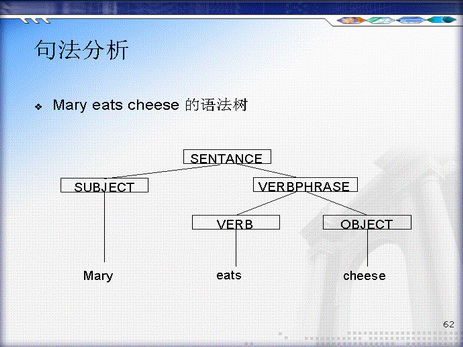 句法分析
Mary eats cheese 的语法树
SENTANCE
SUBJECT VERBPHRASE
VERB OBJECT
Mary eats cheese
62